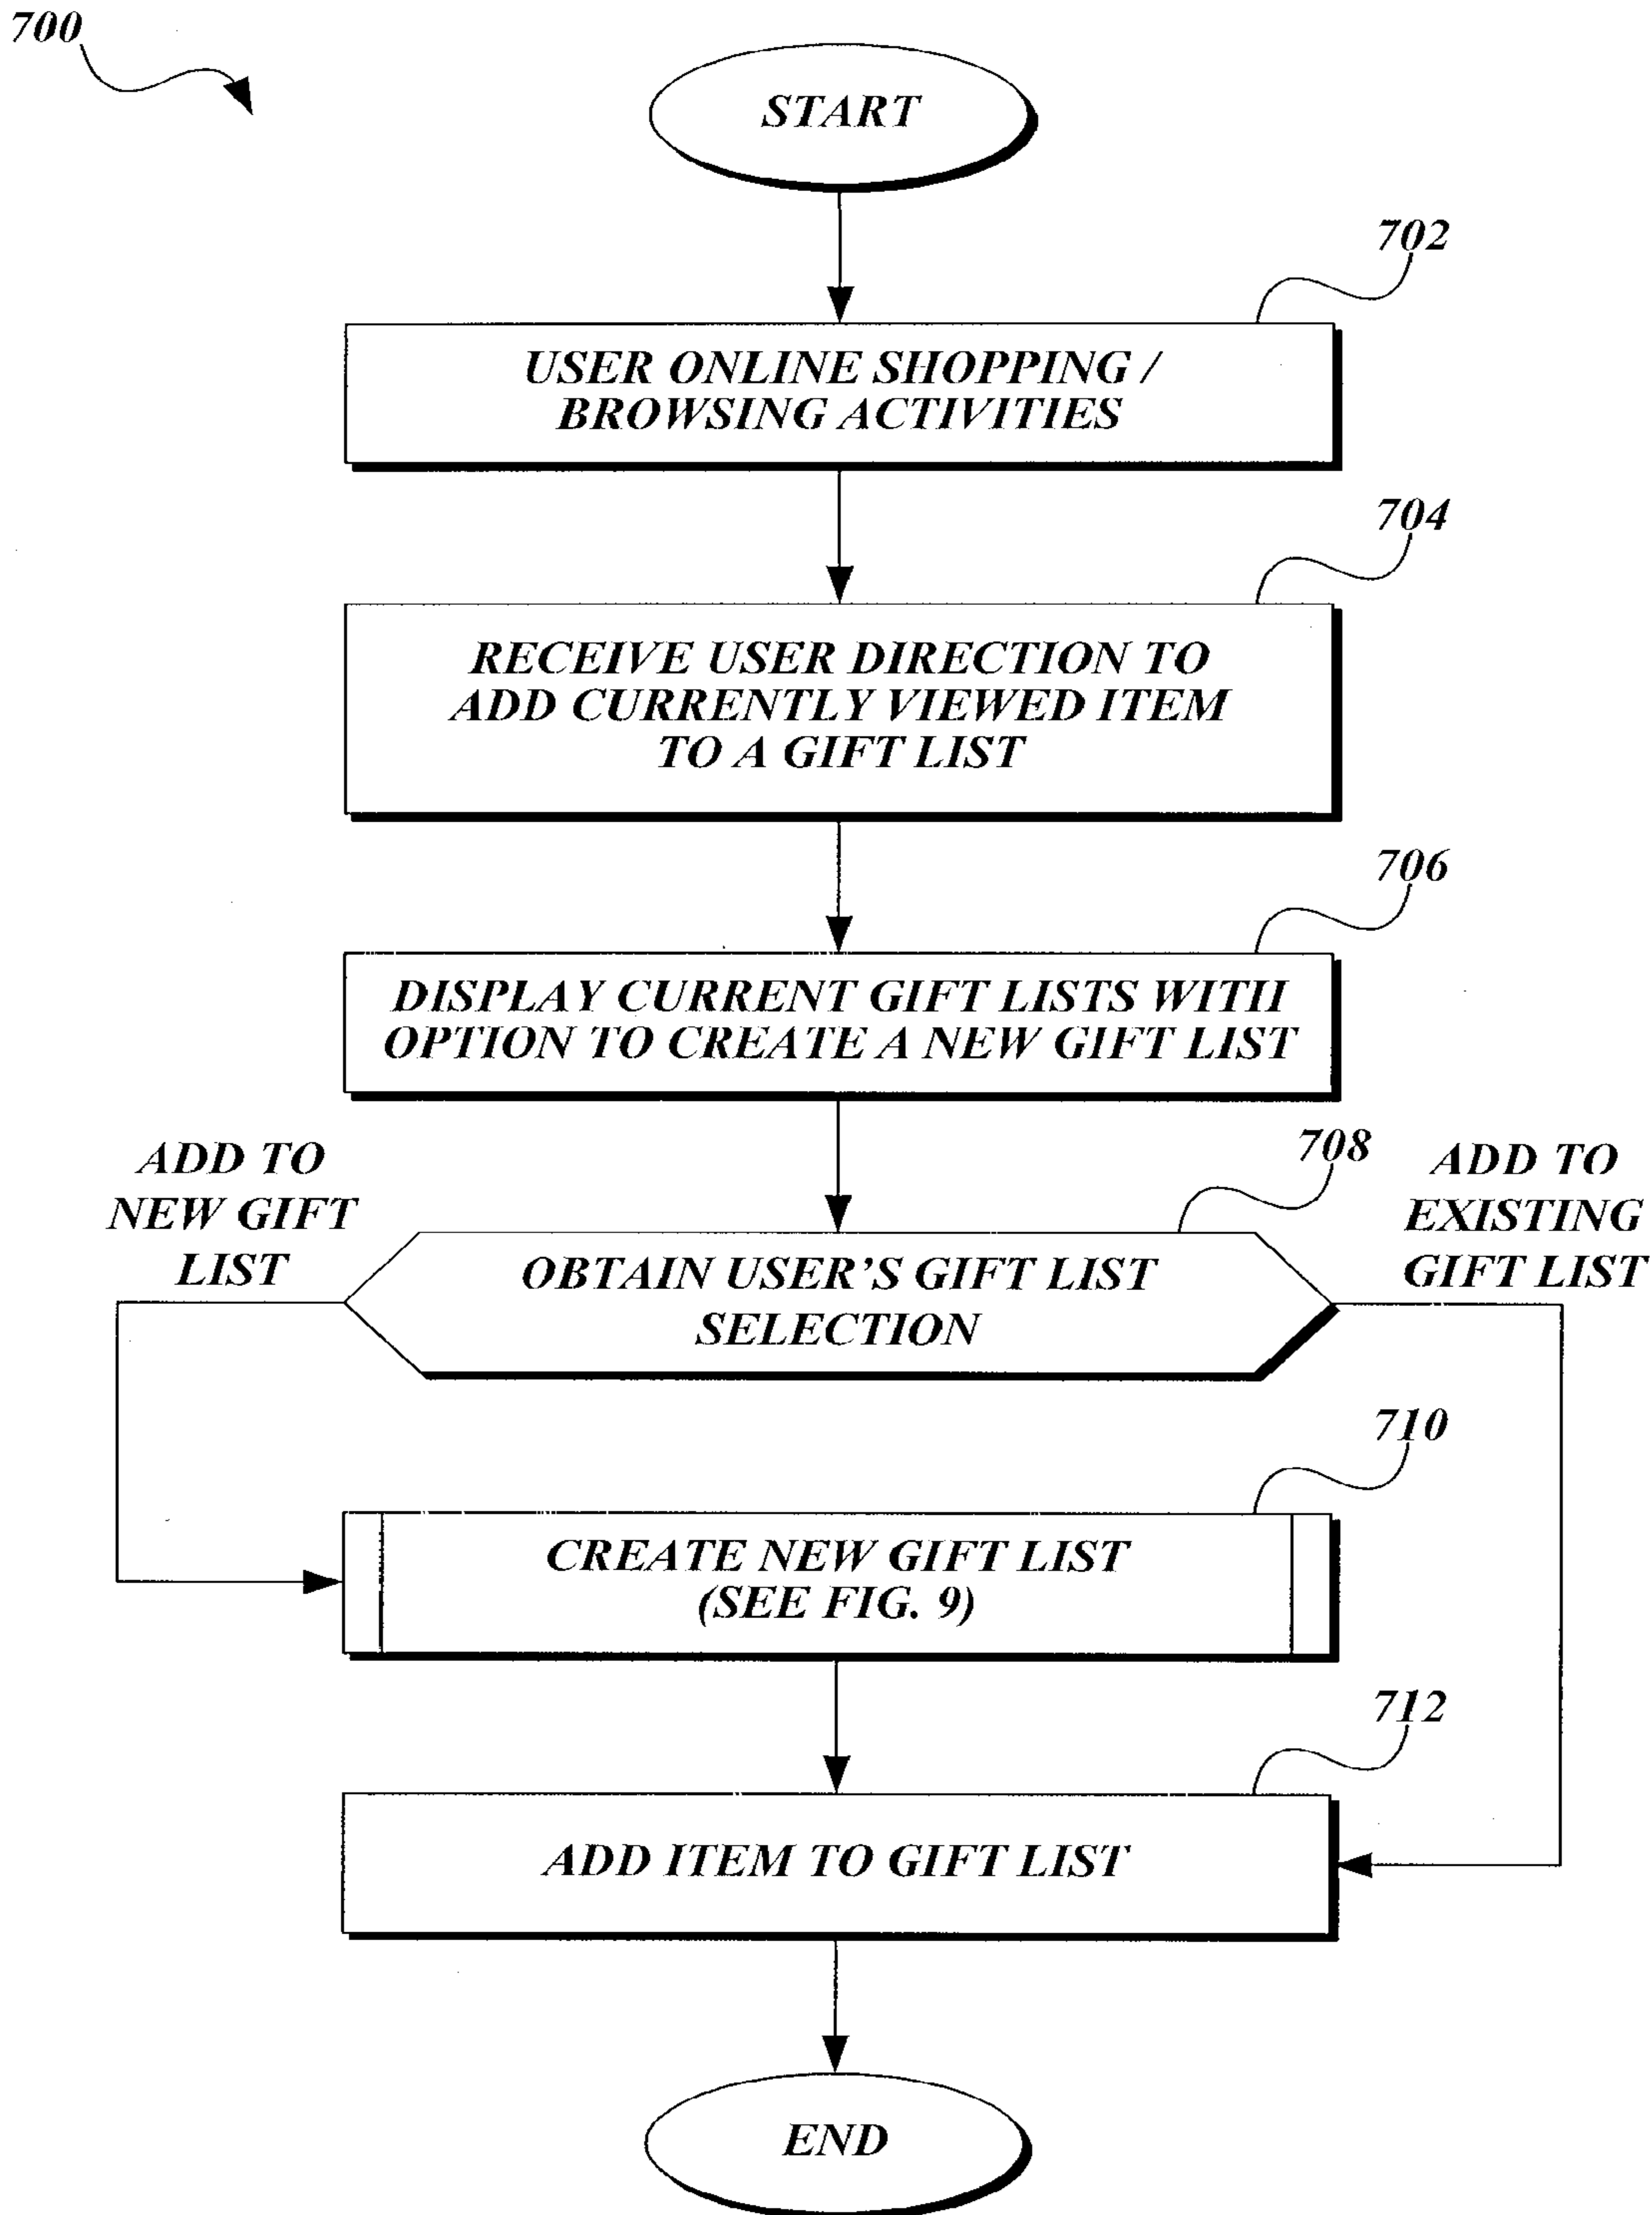 700
START
702
USER ONLINE SHOPPING /
BROWSING ACTIVITIES
704
RECEIVE USER DIRECTION TO
ADD CURRENTLY VIEWED ITEM
TO A GIFT LIST
706
DISPLAY CURRENT GIFT LISTS WITH
OPTION TO CREATE A NEW GIFT LIST
ADD TO
NEW GIFT
LIST
708
ADD TO
EXISTING
GIFT LIST
OBTAIN USER'S GIFT LIST
SELECTION
710
CREATE NEW GIFT LIST
(SEE FIG. 9)
712
ADD ITEM TO GIFT LIST
END